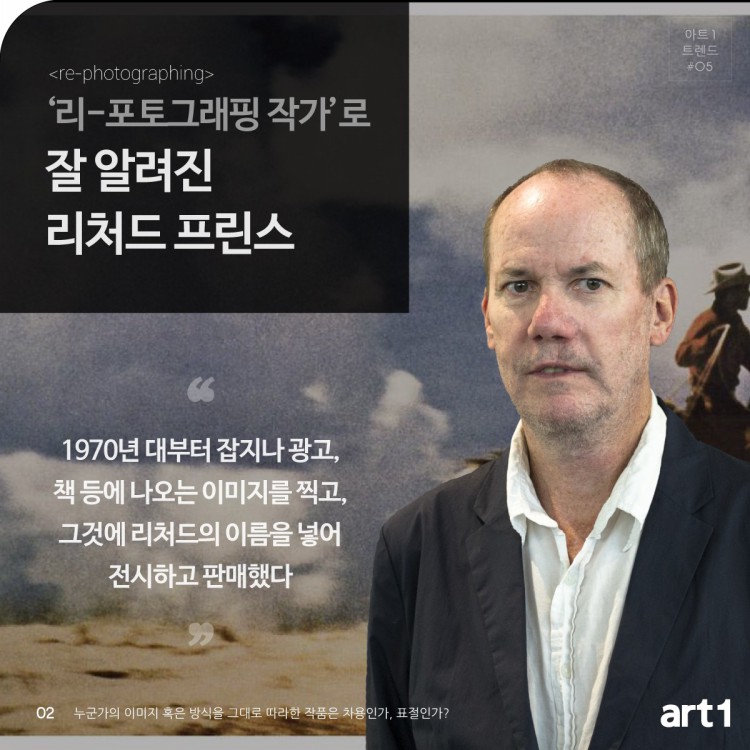 아트1
트렌드
#05
<re-photographing>
‘리-포토그래핑 작가’로
잘 알려진
리처드 프린스
“
1970년 대부터 잡지나 광고,
책 등에 나오는 이미지를 찍고,
그것에 리처드의 이름을 넣어
전시하고 판매했다
”
02 누군가의 이미지 혹은 방식을 그대로 따라한 작품은 차용인가, 표절인가?
art1